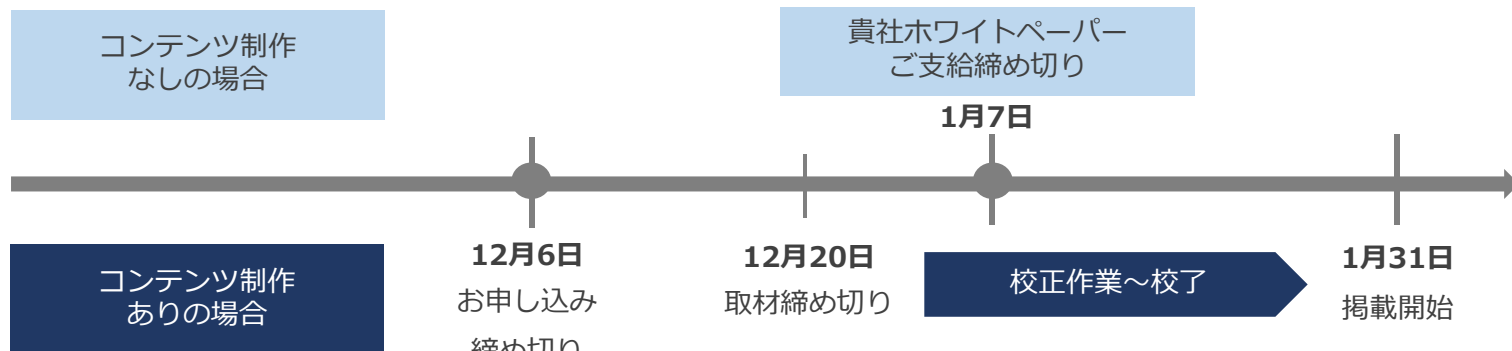 コンテンツ制作
なしの場合
貴社ホワイトペーパー
ご支給締め切り
1月7日
コンテンツ制作
ありの場合
12月6日
お申し込み
締め切り
12月20日
取材締め切り
校正作業～校了
1月31日
掲載開始